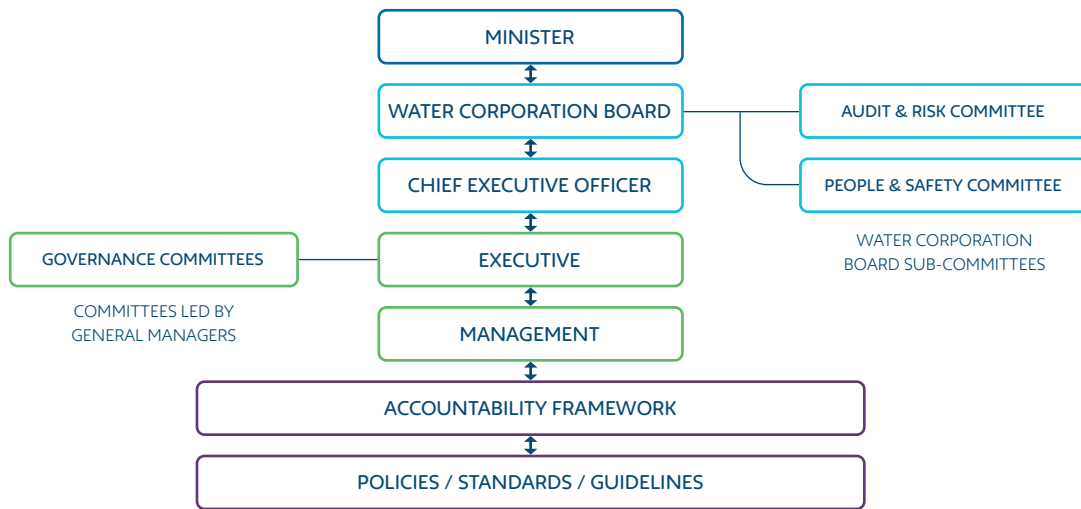 MINISTER
WATER CORPORATION BOARD
AUDIT & RISK COMMITTEE
CHIEF EXECUTIVE OFFICER
PEOPLE & SAFETY COMMITTEE
WATER CORPORATION
BOARD SUB-COMMITTEES
GOVERNANCE COMMITTEES
EXECUTIVE
COMMITTEES LED BY
GENERAL MANAGERS
MANAGEMENT
ACCOUNTABILITY FRAMEWORK
POLICIES / STANDARDS / GUIDELINES